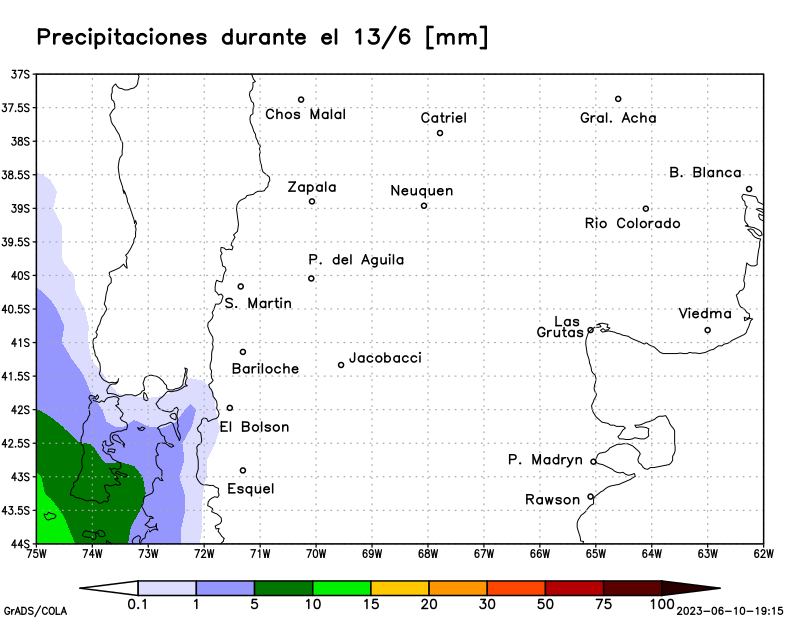 Precipitaciones durante el 13/6 [mm]
37S
37.5S
38S
38.5S
39S
39.5S
40S
40.5S
41S
41.5S
42S
42.5S
43S
43.5S
44S
Chos Malal
Catriel
Gral. Acha
B. Blanca
Zapala
Neuquen
Rio Colorado
P. del Aguila
S. Martin
Viedma
Las
Grutas
Bariloche
Jacobacci
El Bolson
P. Madryn
Esquel
Rawson
75W 74W 73W 72W 71W 70W 69W 68W 67W 66W 65W 64W 63W 62W
0.1 1 5 10 15 20 30 50 75 100
GrADS/COLA
2023-06-10-19:15